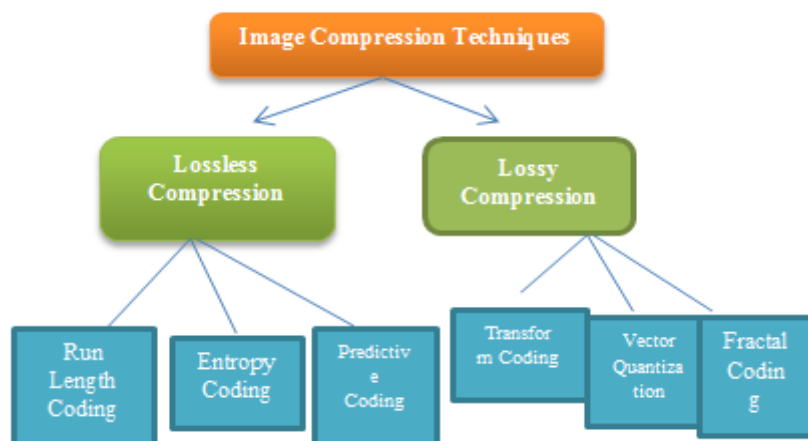 Image Compression Techniques
Lossless
Compression
Lossy
Compression
Run
Length
Coding
Entropy
Coding
Predictiv
e
Coding
Transfor
m Coding
Vector
Quantiza
tion
Fractal
Codin
g